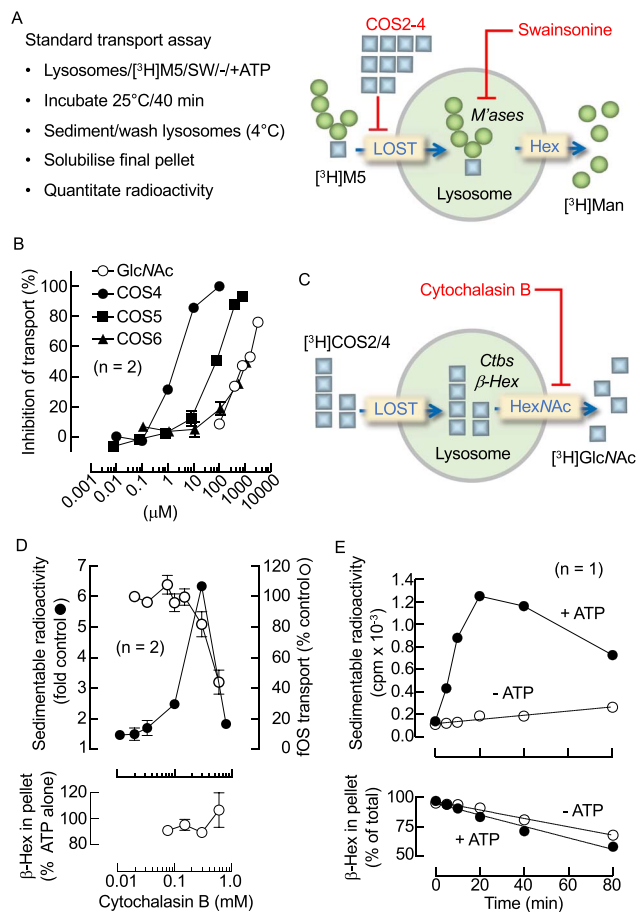 A
Standard transport assay
• Lysosomes/[³H]M5/SW/-/+ATP
• Incubate 25°C/40 min
• Sediment/wash lysosomes (4°C)
• Solubilise final pellet
• Quantitate radioactivity
COS2-4
Swainsonine
M'ases
LOST
Hex
[³H]M5
Lysosome
[³H]Man
B
GlcNAc
COS4
COS5
COS6
(n = 2)
Inhibition of transport (%)
100
80
60
40
20
0
0.001
0.01
0.1
1
10
100
1000
10000
(µM)
C
Cytochalasin B
[³H]COS2/4
Ctbs
β-Hex
LOST
HexNAc
Lysosome
[³H]GlcNAc
D
Sedimentable radioactivity
(fold control ●)
6
5
4
3
2
1
(n = 2)
120
100
80
60
40
20
0
fOS transport (% control ○)
β-Hex in pellet
(% ATP alone)
120
100
80
0.01
0.1
1.0
Cytochalasin B (mM)
E
Sedimentable radioactivity
(cpm x 10⁻³)
1.4
1.2
0.9
0.6
0.2
0.0
(n = 1)
+ ATP
- ATP
β-Hex in pellet
(% of total)
100
75
50
- ATP
+ ATP
0
20
40
60
80
Time (min)